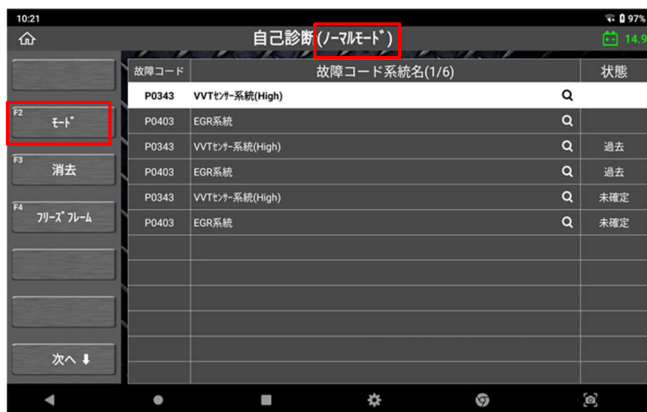 10:21
97%
自己診断(ノーマルモード)
14.9
故障コード 故障コード系統名(1/6) 状態
P0343 VVTセンサー系統(High)
F2 モード
P0403 EGR系統
P0343 VVTセンサー系統(High) 過去
F3 消去
P0403 EGR系統 過去
P0343 VVTセンサー系統(High) 未確定
F4 フリーズフレーム
P0403 EGR系統 未確定
次へ ⬇